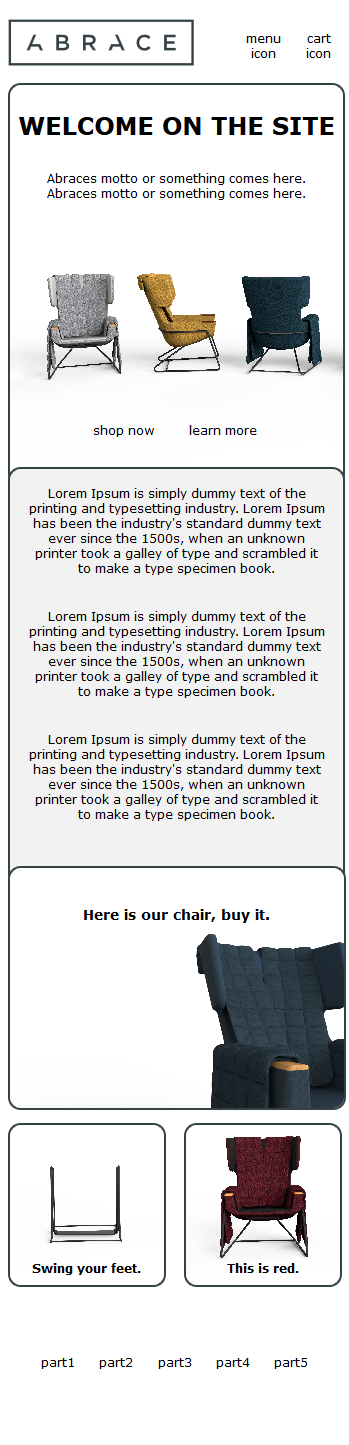 ABRACE
menu icon
cart icon
WELCOME ON THE SITE
Abraces motto or something comes here.
Abraces motto or something comes here.
shop now
learn more
Lorem Ipsum is simply dummy text of the
printing and typesetting industry. Lorem Ipsum
has been the industry's standard dummy text
ever since the 1500s, when an unknown
printer took a galley of type and scrambled it
to make a type specimen book.
Lorem Ipsum is simply dummy text of the
printing and typesetting industry. Lorem Ipsum
has been the industry's standard dummy text
ever since the 1500s, when an unknown
printer took a galley of type and scrambled it
to make a type specimen book.
Lorem Ipsum is simply dummy text of the
printing and typesetting industry. Lorem Ipsum
has been the industry's standard dummy text
ever since the 1500s, when an unknown
printer took a galley of type and scrambled it
to make a type specimen book.
Here is our chair, buy it.
Swing your feet.
This is red.
part1 part2 part3 part4 part5